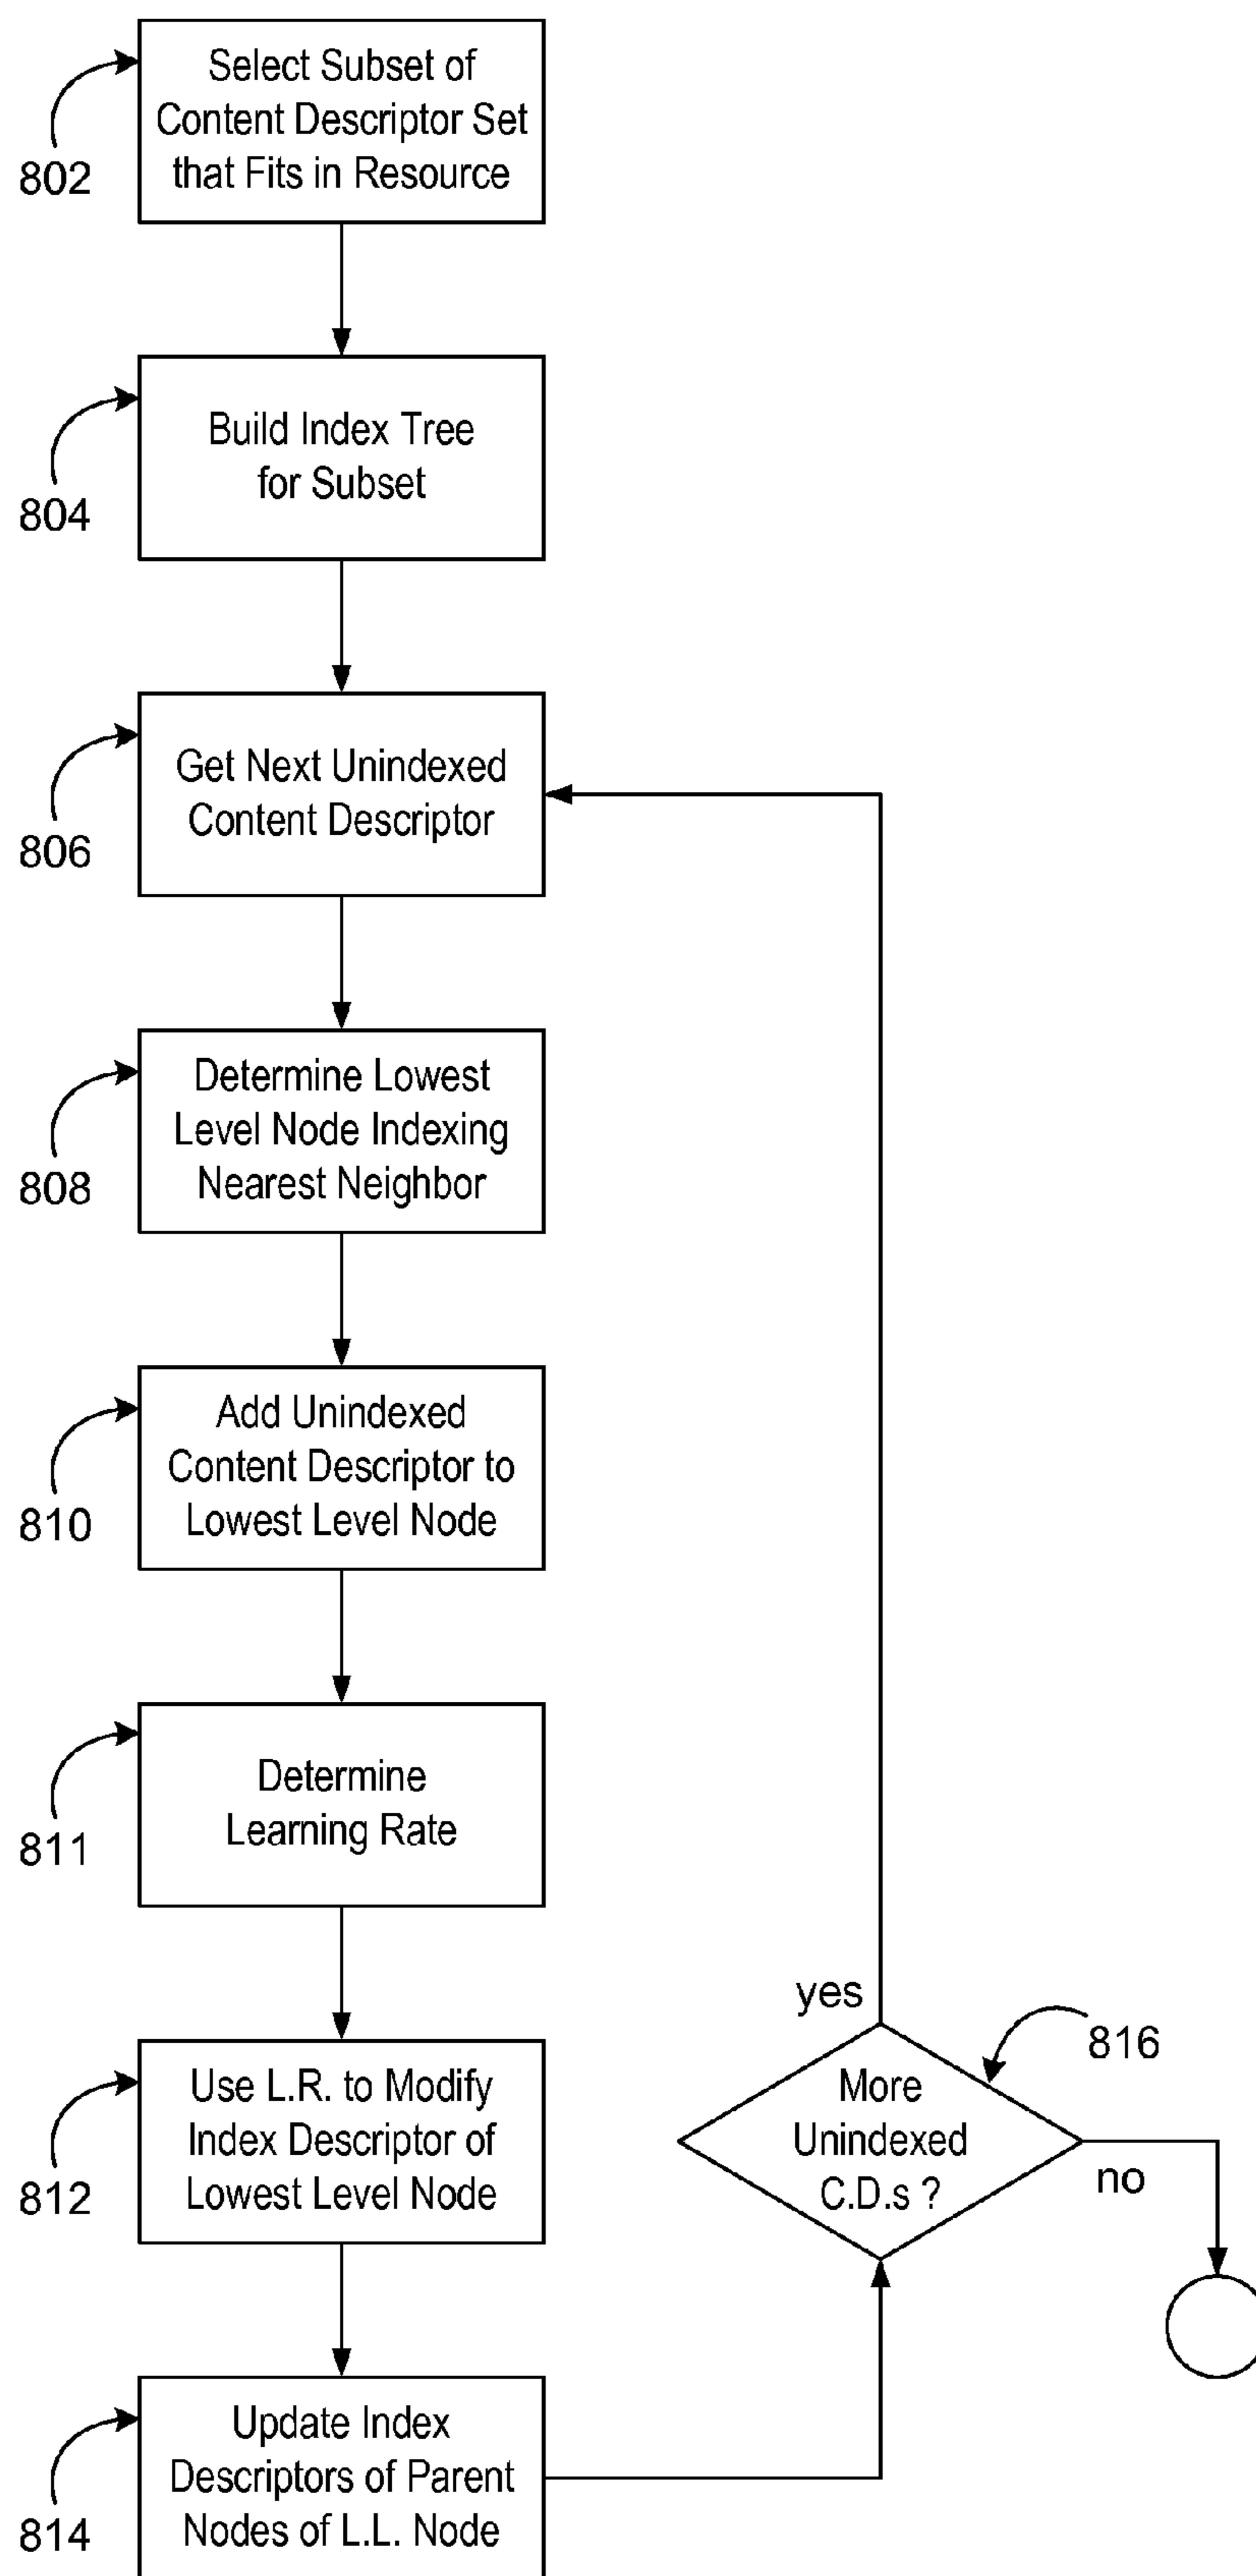 Select Subset of
Content Descriptor Set
that Fits in Resource
802
Build Index Tree
for Subset
804
Get Next Unindexed
Content Descriptor
806
Determine Lowest
Level Node Indexing
Nearest Neighbor
808
Add Unindexed
Content Descriptor to
Lowest Level Node
810
Determine
Learning Rate
811
Use L.R. to Modify
Index Descriptor of
Lowest Level Node
812
Update Index
Descriptors of Parent
Nodes of L.L. Node
814
yes
816
More
Unindexed
C.D.s ?
no